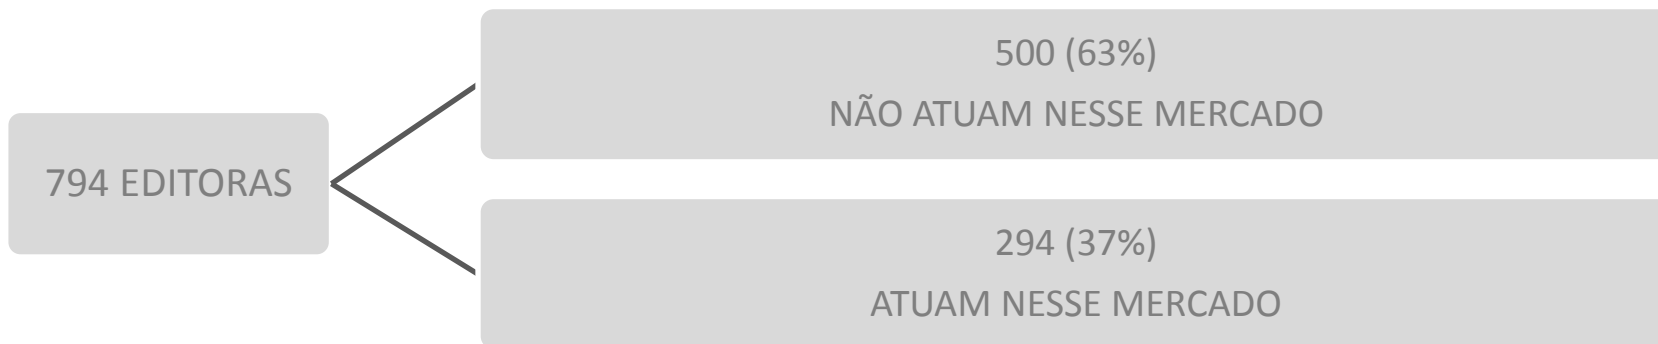 794 EDITORAS
500 (63%)
NÃO ATUAM NESSE MERCADO
294 (37%)
ATUAM NESSE MERCADO